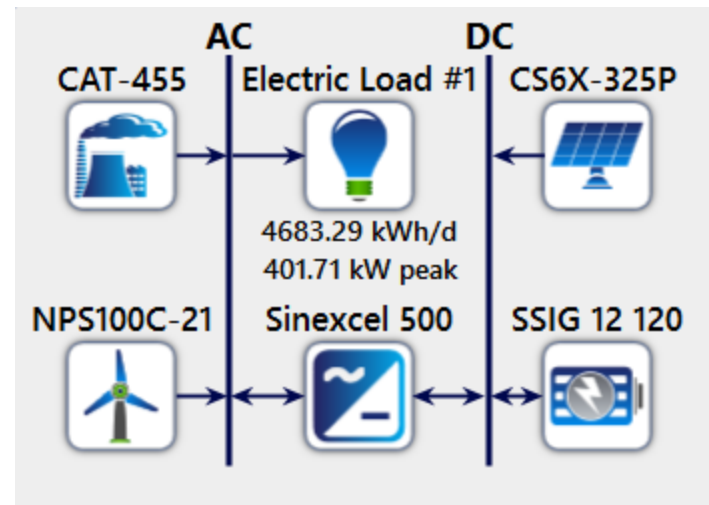 AC DC
CAT-455 Electric Load #1 CS6X-325P
4683.29 kWh/d
401.71 kW peak
NPS100C-21 Sinexcel 500 SSIG 12 120